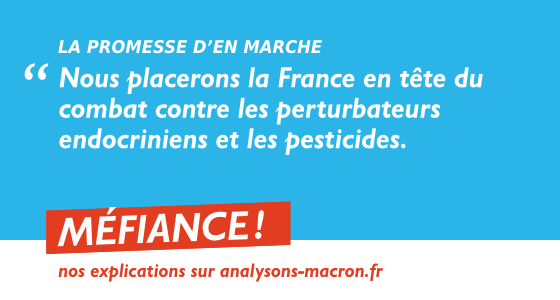 LA PROMESSE D’EN MARCHE
“ Nous placerons la France en tête du
combat contre les perturbateurs
endocriniens et les pesticides.
MÉFIANCE !
nos explications sur analysons-macron.fr